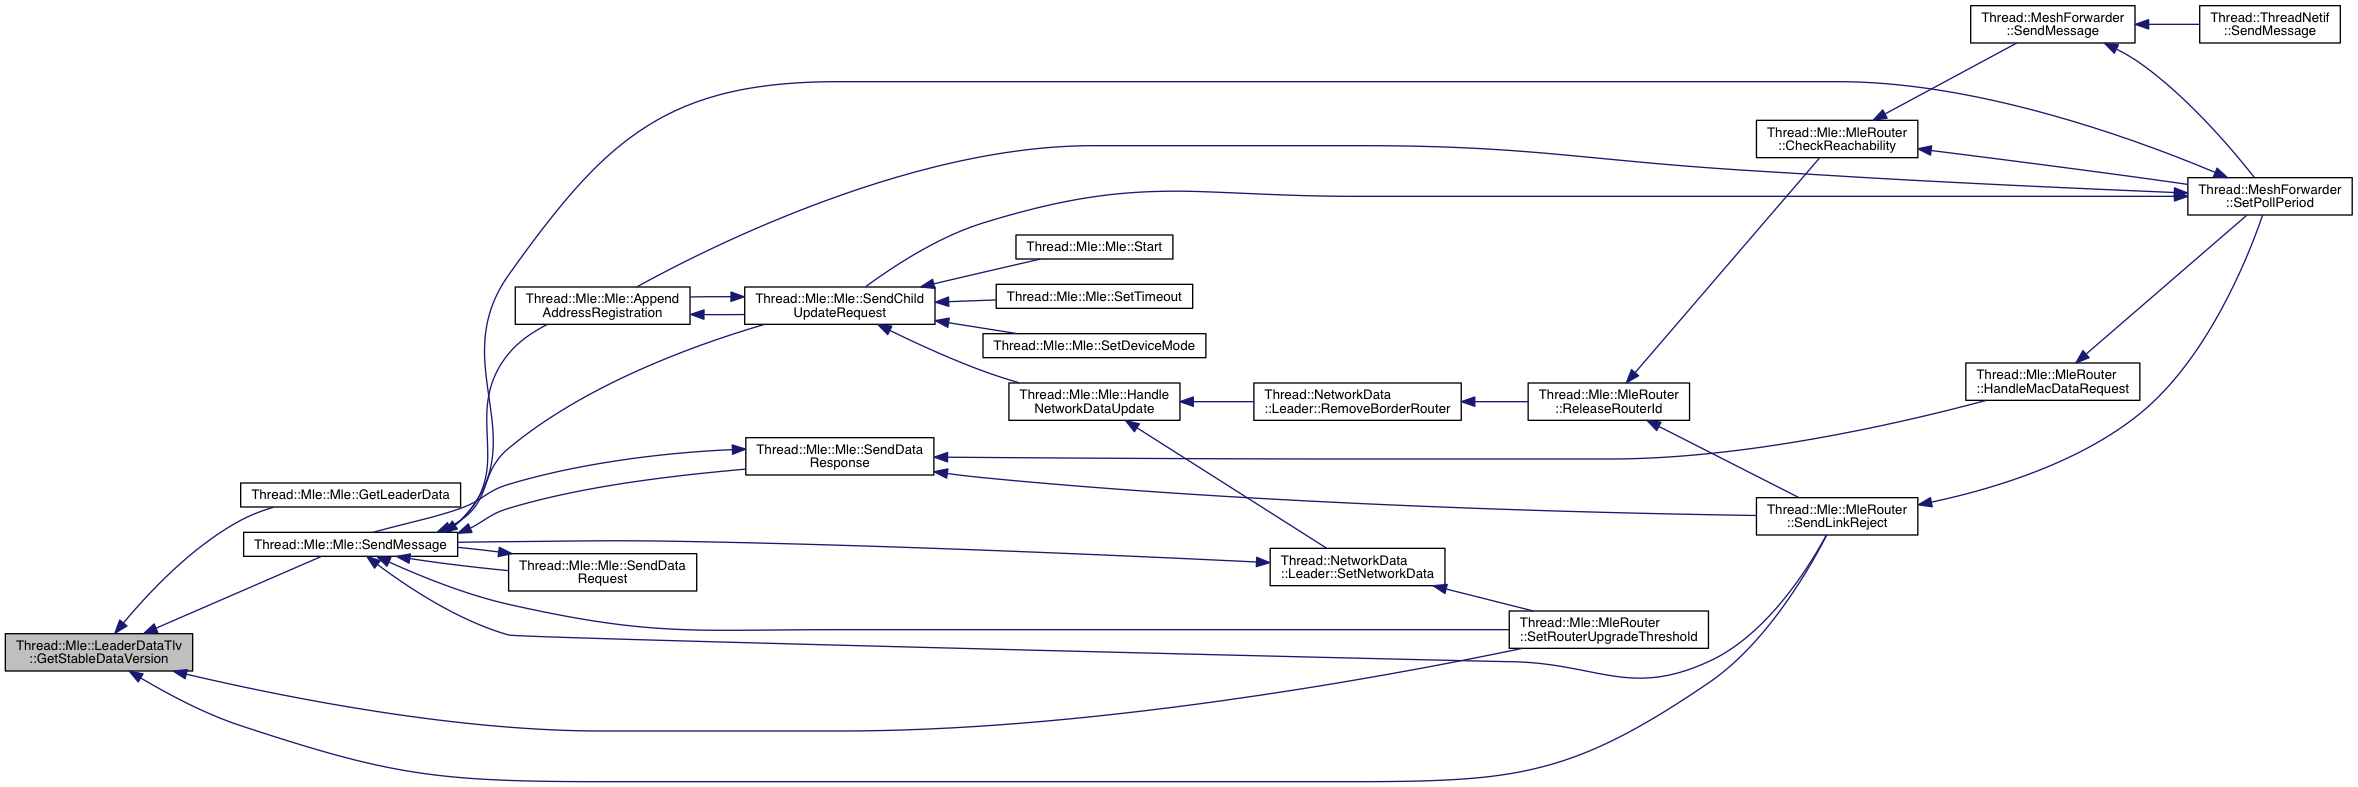 Thread::MeshForwarder
::SendMessage
Thread::ThreadNetif
::SendMessage
Thread::Mle::MleRouter
::CheckReachability
Thread::MeshForwarder
::SetPollPeriod
Thread::Mle::Mle::Start
Thread::Mle::Mle::Append
AddressRegistration
Thread::Mle::Mle::SendChild
UpdateRequest
Thread::Mle::Mle::SetTimeout
Thread::Mle::Mle::SetDeviceMode
Thread::Mle::Mle::Handle
NetworkDataUpdate
Thread::NetworkData
::Leader::RemoveBorderRouter
Thread::Mle::MleRouter
::ReleaseRouterId
Thread::Mle::MleRouter
::HandleMacDataRequest
Thread::Mle::Mle::SendData
Response
Thread::Mle::Mle::GetLeaderData
Thread::Mle::MleRouter
::SendLinkReject
Thread::Mle::Mle::SendMessage
Thread::Mle::Mle::SendData
Request
Thread::NetworkData
::Leader::SetNetworkData
Thread::Mle::MleRouter
::SetRouterUpgradeThreshold
Thread::Mle::LeaderDataTlv
::GetStableDataVersion